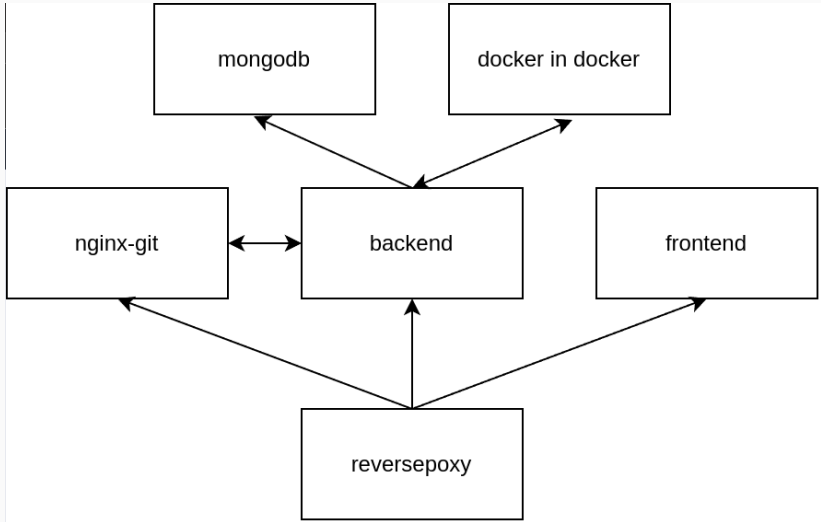 mongodb
docker in docker
nginx-git
backend
frontend
reversepoxy